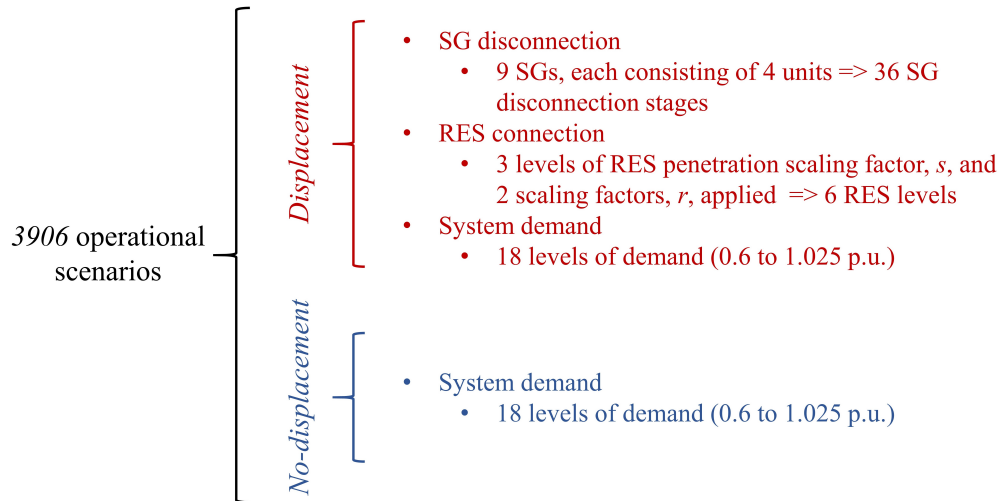 3906 operational
scenarios
Displacement
• SG disconnection
• 9 SGs, each consisting of 4 units => 36 SG
disconnection stages
• RES connection
• 3 levels of RES penetration scaling factor, s, and
2 scaling factors, r, applied => 6 RES levels
• System demand
• 18 levels of demand (0.6 to 1.025 p.u.)
No-displacement
• System demand
• 18 levels of demand (0.6 to 1.025 p.u.)